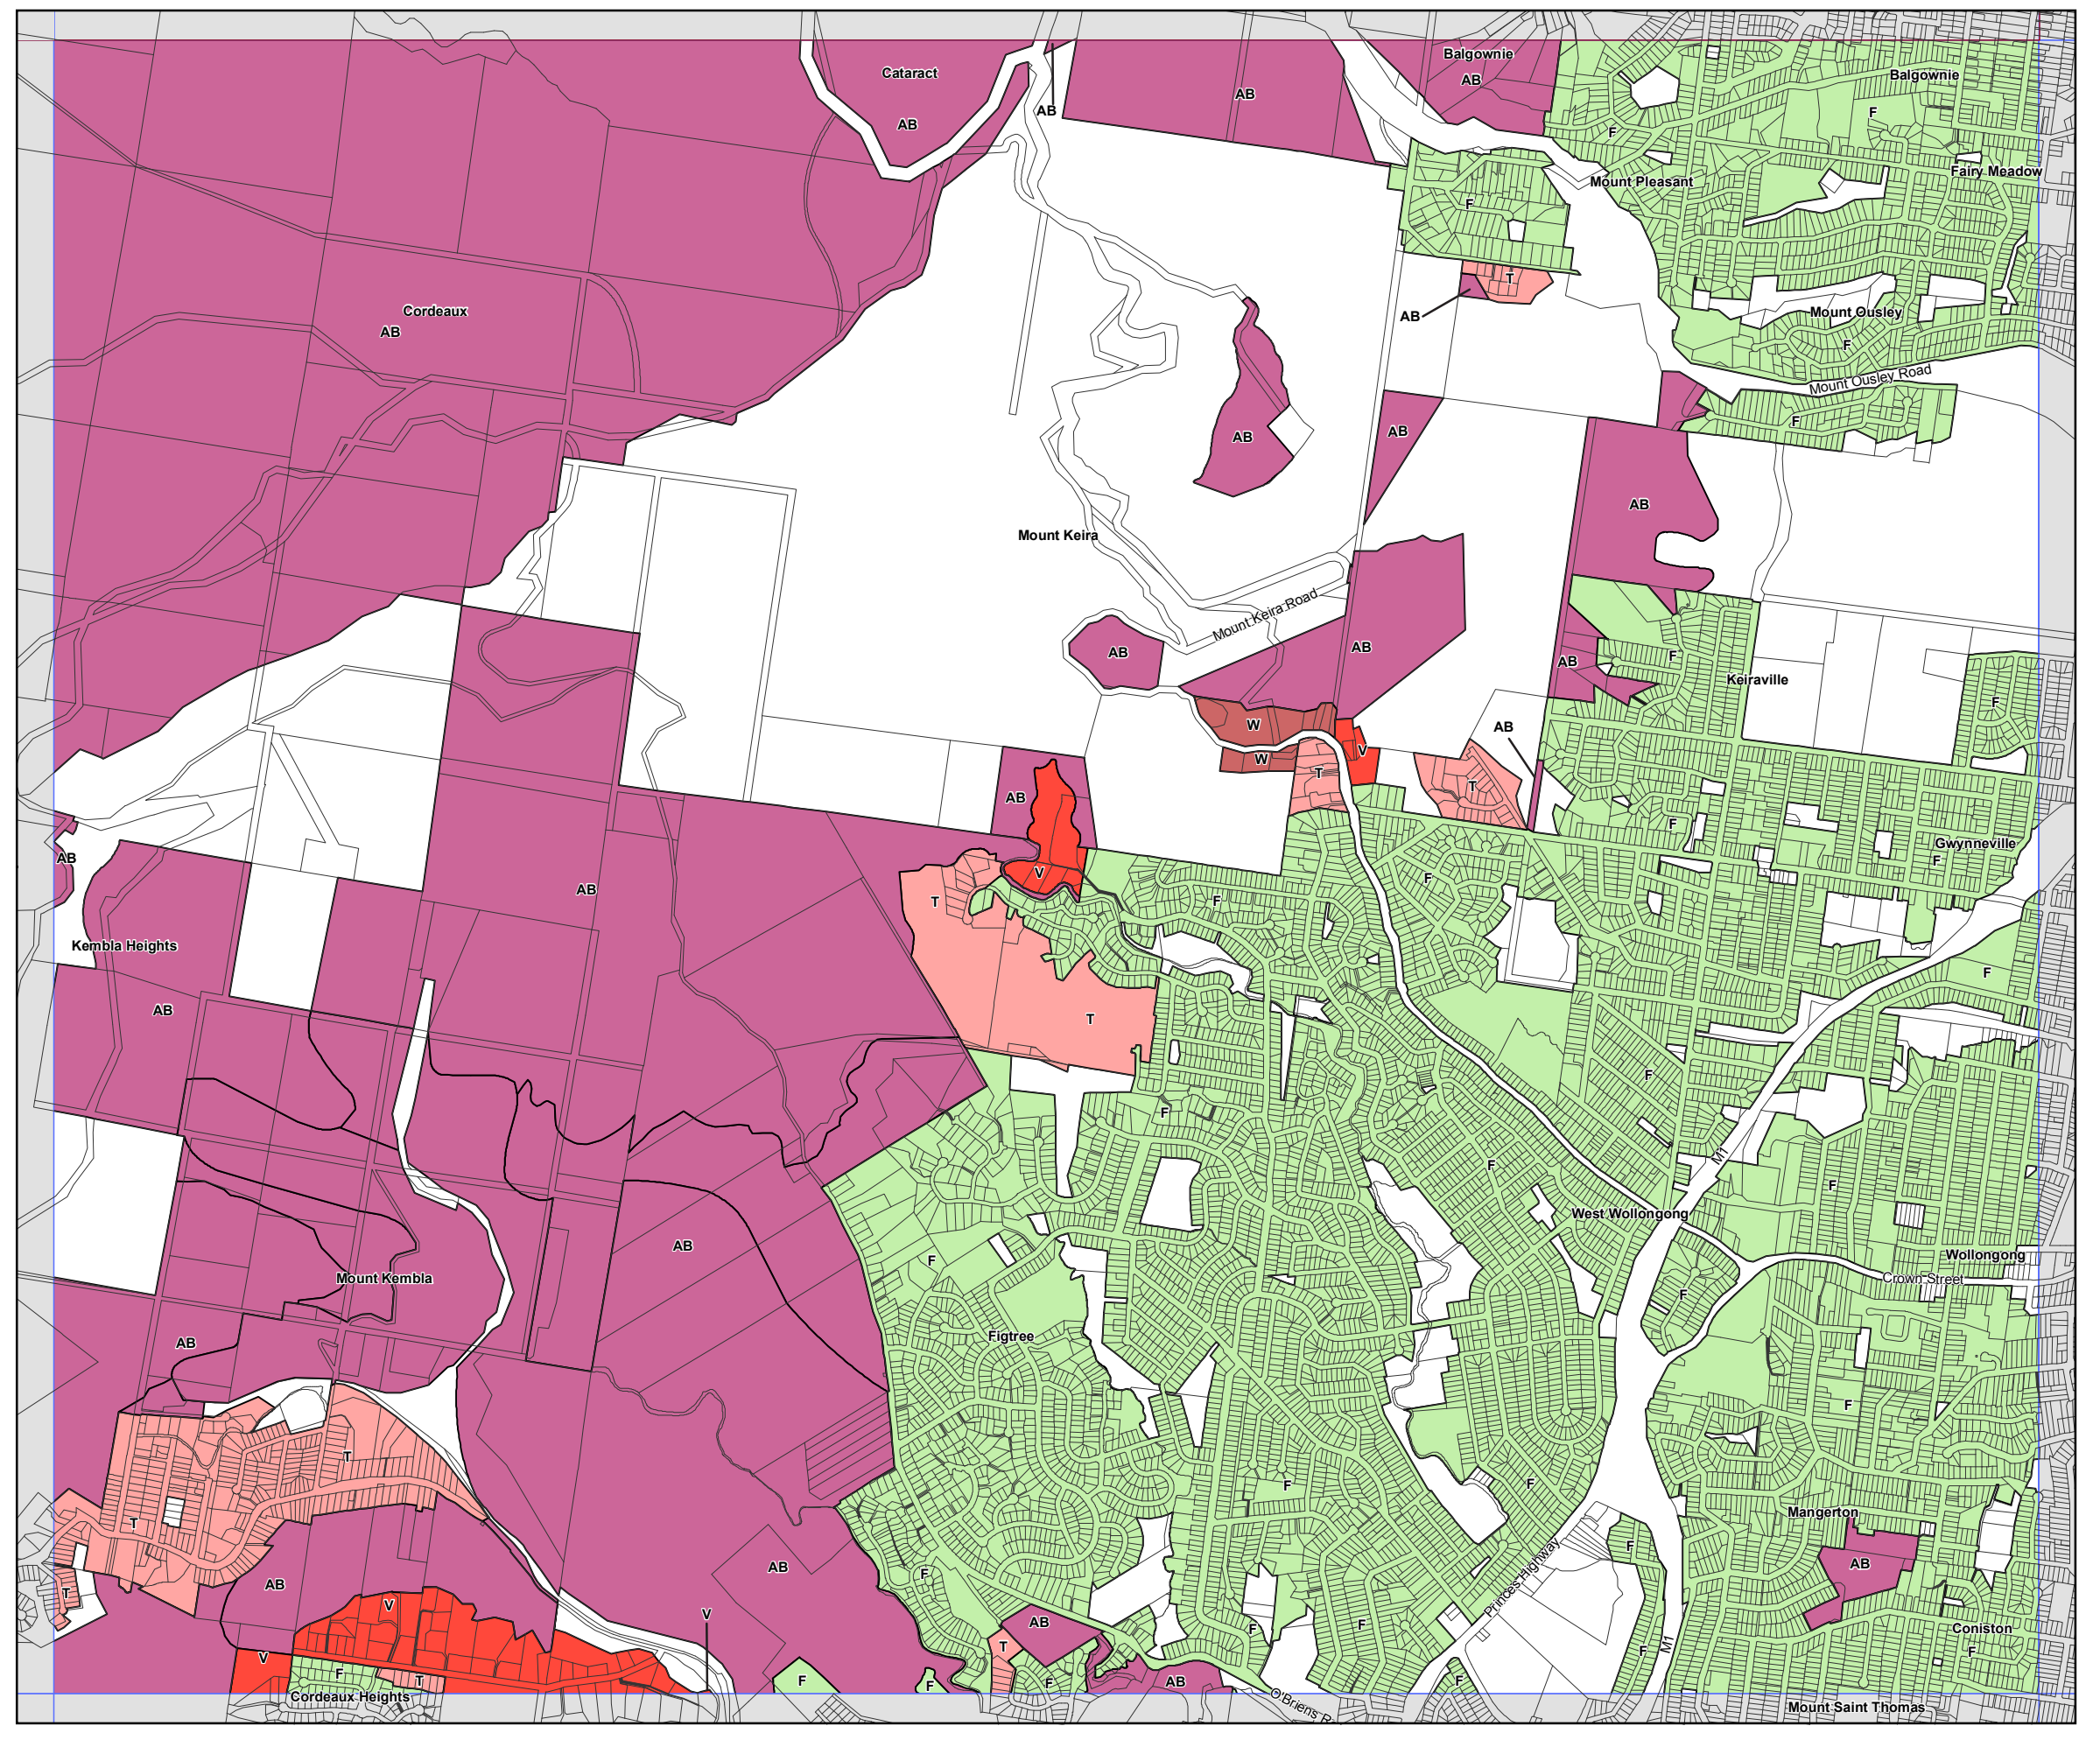 Balgownie
Cataract
Balgownie
AB
AB
AB
F
AB
AB
F
Fairy Meadow
Mount Pleasant
F
T
Cordeaux
AB
Mount Ousley
AB
F
Mount Ousley Road
F
AB
AB
AB
Mount Keira
Mount Keira Road
AB
AB
AB
F
Keiraville
F
W
AB
V
W
T
T
AB
F
Gwynneville
AB
F
V
AB
F
T
F
Kembla Heights
F
AB
T
F
F
F
M1
F
West Wollongong
AB
Wollongong
F
Mount Kembla
Crown Street
F
Figtree
AB
F
T
F
F
Mangerton
T
F
AB
AB
F
AB
F
T
V
V
AB
F
F
Princes Highway
Coniston
T
M1
F
F
V
F
T
F
F
F
AB
F
Cordeaux Heights
O'Briens R
Mount Saint Thomas